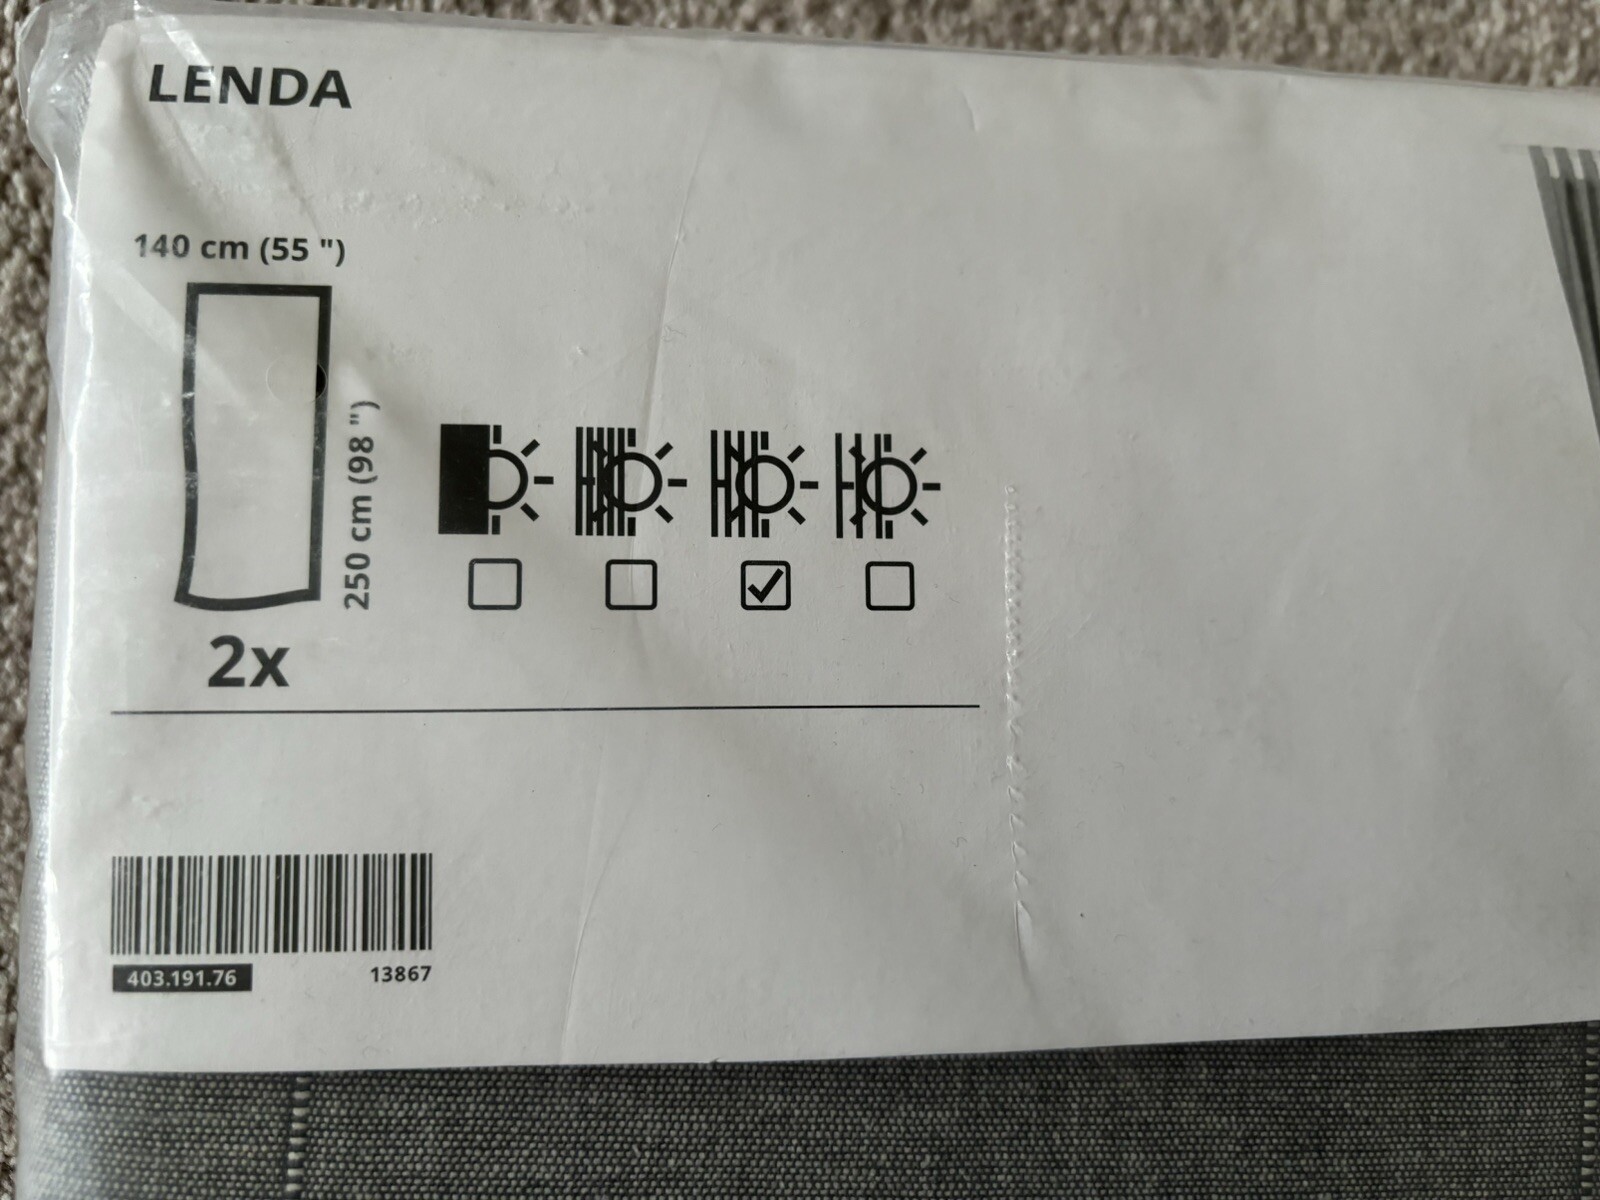 LENDA
140 cm (55 ")
250 cm (98 ")
2x
403.191.76
13867